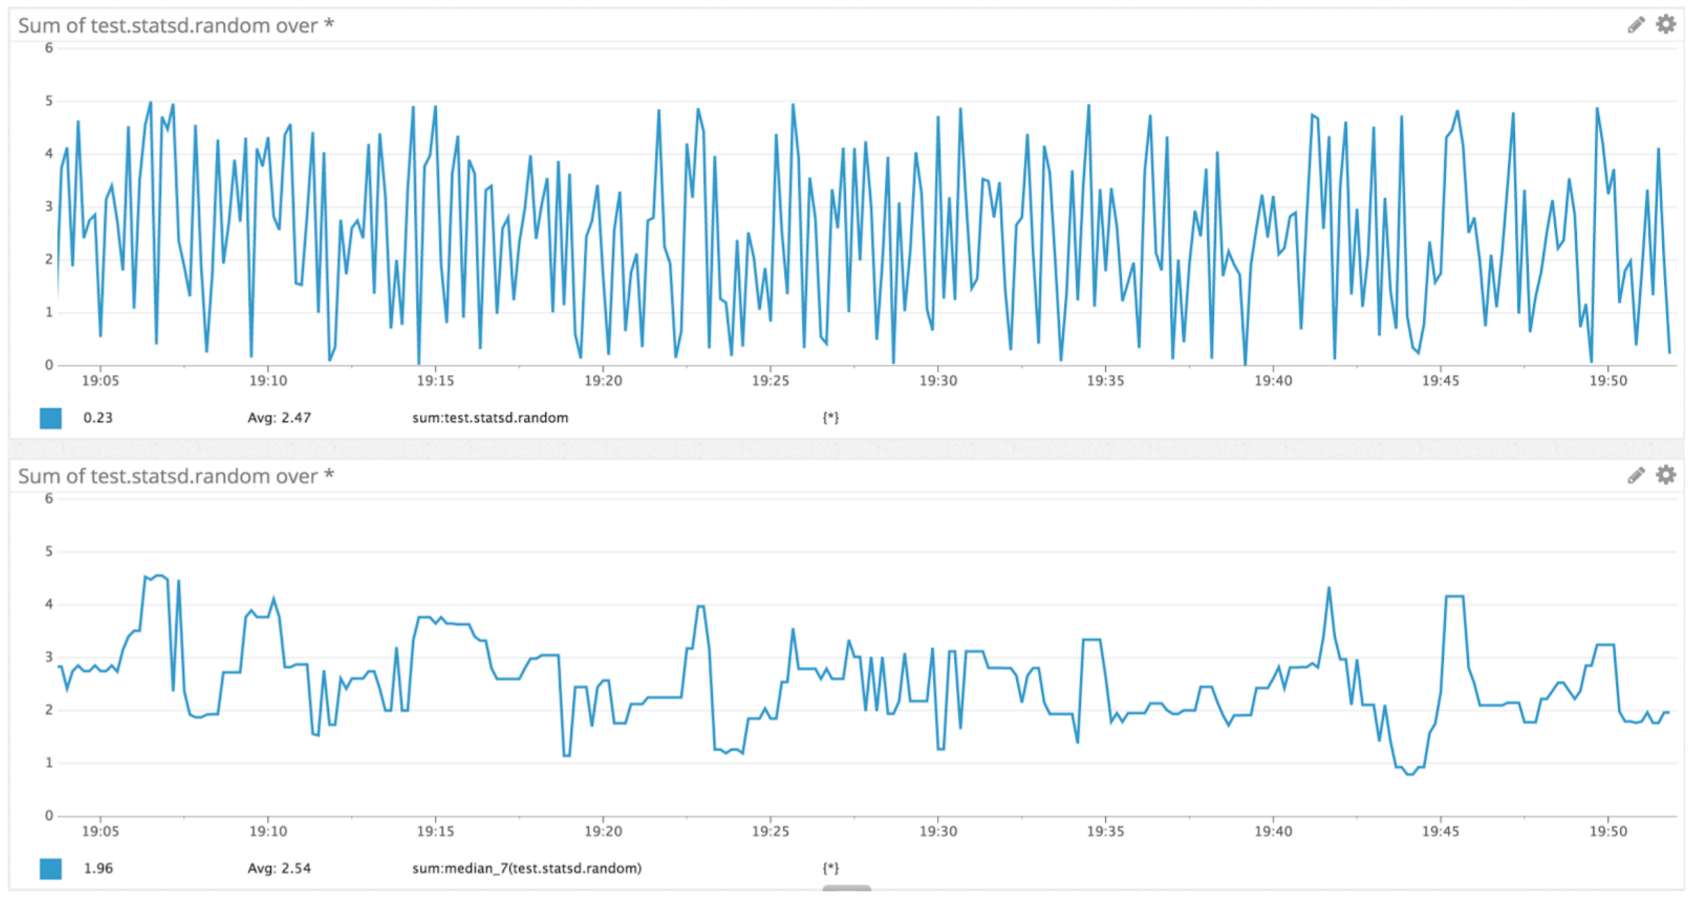 Sum of test.statsd.random over *
6
5
4
3
2
1
0
19:05 19:10 19:15 19:20 19:25 19:30 19:35 19:40 19:45 19:50
0.23 Avg: 2.47 sum:test.statsd.random {*}
Sum of test.statsd.random over *
6
5
4
3
2
1
0
19:05 19:10 19:15 19:20 19:25 19:30 19:35 19:40 19:45 19:50
1.96 Avg: 2.54 sum:median_7(test.statsd.random) {*}